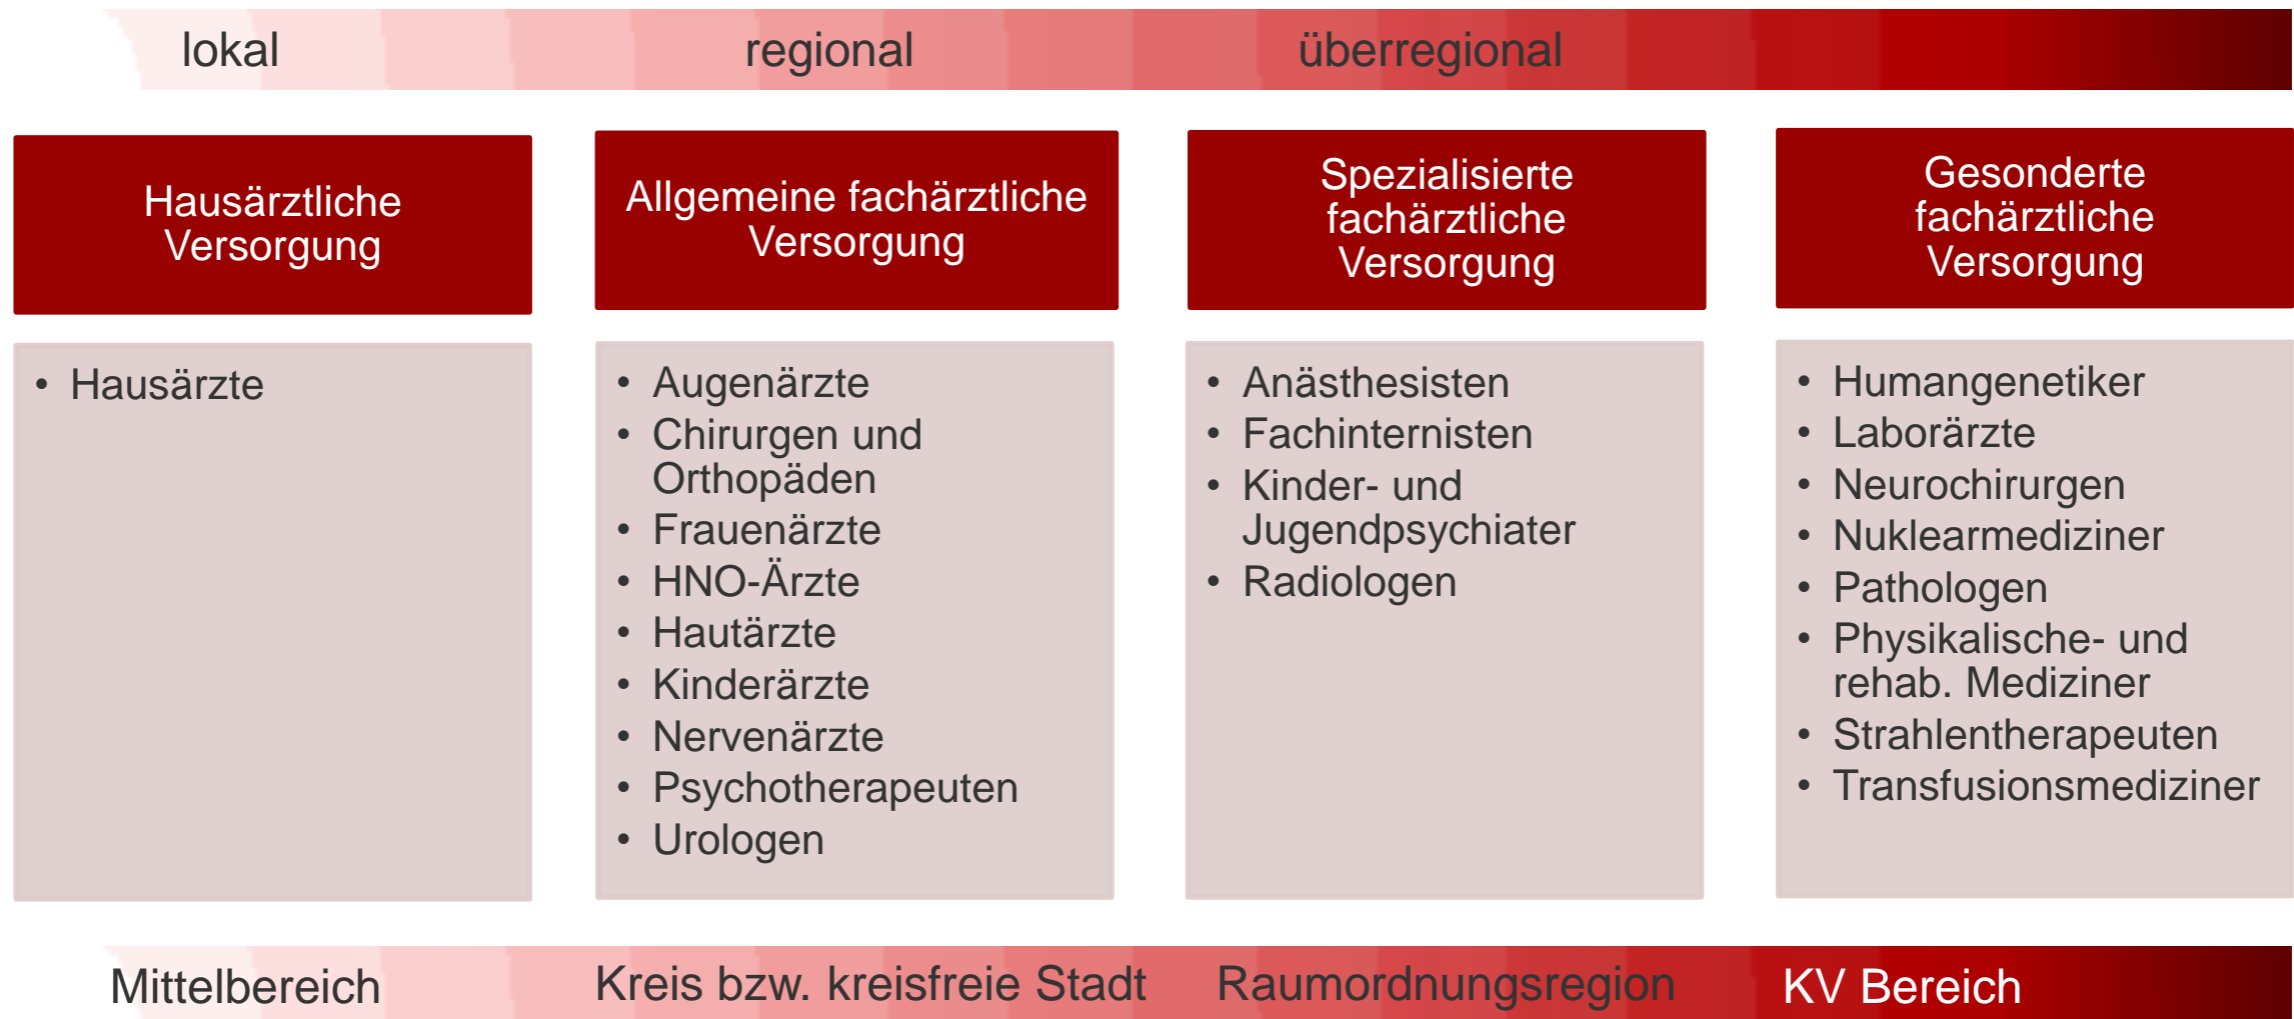 lokal
regional
überregional
Hausärztliche
Versorgung
Allgemeine fachärztliche
Versorgung
Spezialisierte
fachärztliche
Versorgung
Gesonderte
fachärztliche
Versorgung
• Hausärzte
• Augenärzte
• Chirurgen und
Orthopäden
• Frauenärzte
• HNO-Ärzte
• Hautärzte
• Kinderärzte
• Nervenärzte
• Psychotherapeuten
• Urologen
• Anästhesisten
• Fachinternisten
• Kinder- und
Jugendpsychiater
• Radiologen
• Humangenetiker
• Laborärzte
• Neurochirurgen
• Nuklearmediziner
• Pathologen
• Physikalische- und
rehab. Mediziner
• Strahlentherapeuten
• Transfusionsmediziner
Mittelbereich
Kreis bzw. kreisfreie Stadt
Raumordnungsregion
KV Bereich